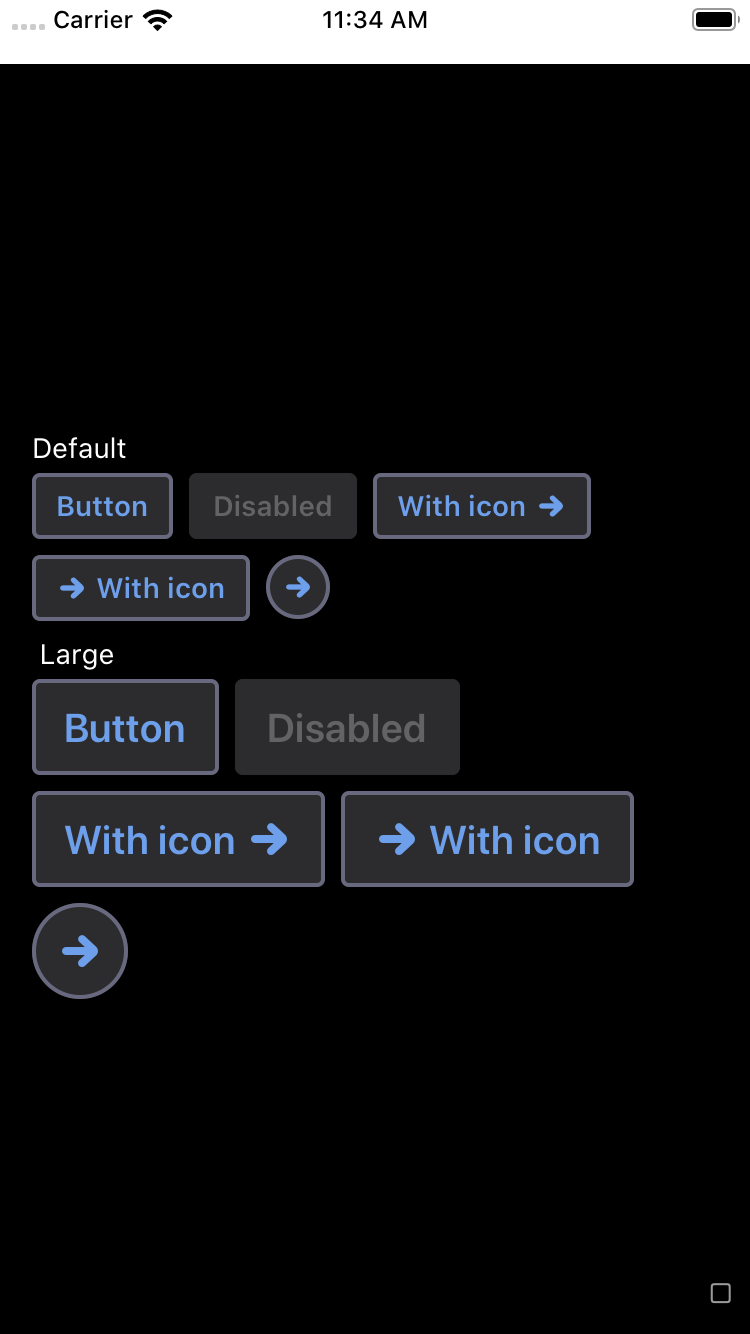 Carrier 11:34 AM
Default
Button Disabled With icon
With icon
Large
Button Disabled
With icon With icon